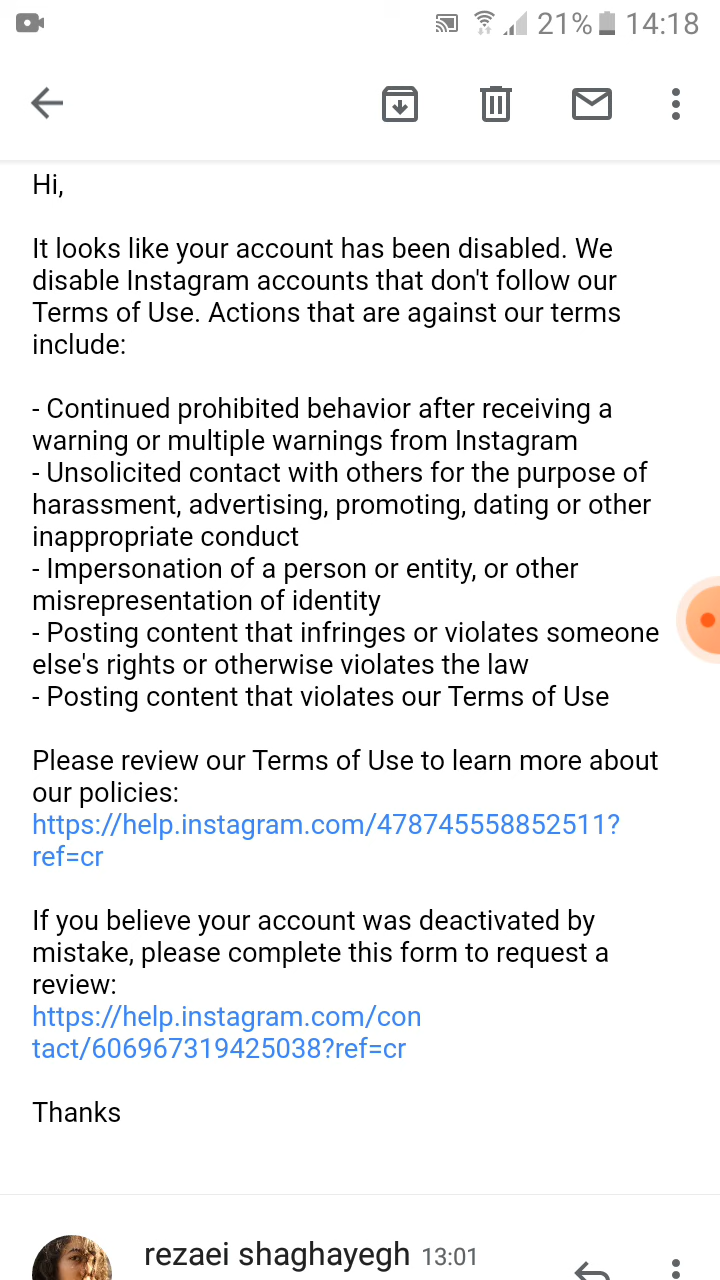 21% 14:18
Hi,
It looks like your account has been disabled. We
disable Instagram accounts that don't follow our
Terms of Use. Actions that are against our terms
include:
- Continued prohibited behavior after receiving a
warning or multiple warnings from Instagram
- Unsolicited contact with others for the purpose of
harassment, advertising, promoting, dating or other
inappropriate conduct
- Impersonation of a person or entity, or other
misrepresentation of identity
- Posting content that infringes or violates someone
else's rights or otherwise violates the law
- Posting content that violates our Terms of Use
Please review our Terms of Use to learn more about
our policies:
https://help.instagram.com/478745558852511?
ref=cr
If you believe your account was deactivated by
mistake, please complete this form to request a
review:
https://help.instagram.com/con
tact/606967319425038?ref=cr
Thanks
rezaei shaghayegh 13:01